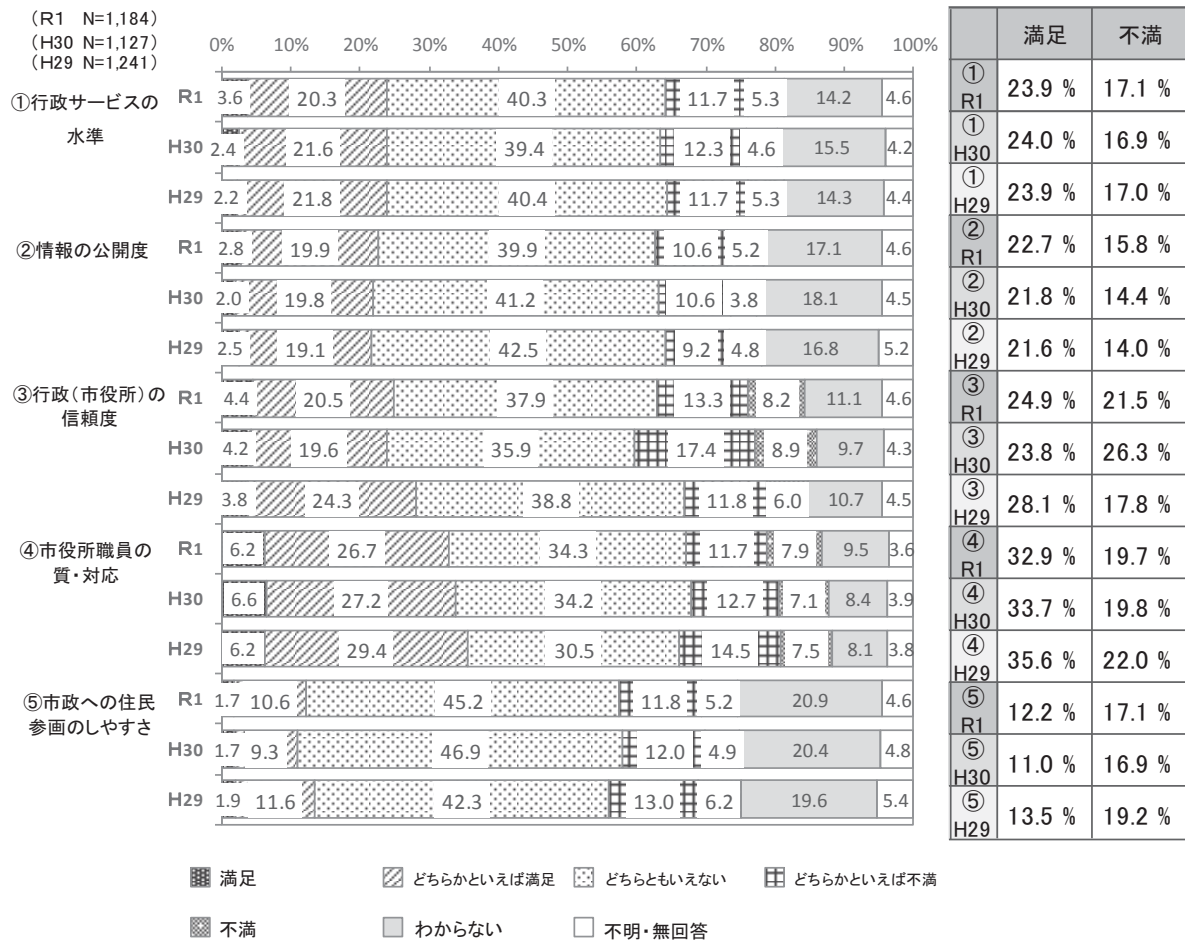 （R1 N=1,184）
（H30 N=1,127）
（H29 N=1,241）
0% 10% 20% 30% 40% 50% 60% 70% 80% 90% 100%
①行政サービスの
水準
R1 3.6 20.3 40.3 11.7 5.3 14.2 4.6
H30 2.4 21.6 39.4 12.3 4.6 15.5 4.2
H29 2.2 21.8 40.4 11.7 5.3 14.3 4.4
②情報の公開度
R1 2.8 19.9 39.9 10.6 5.2 17.1 4.6
H30 2.0 19.8 41.2 10.6 3.8 18.1 4.5
H29 2.5 19.1 42.5 9.2 4.8 16.8 5.2
③行政（市役所）の
信頼度
R1 4.4 20.5 37.9 13.3 8.2 11.1 4.6
H30 4.2 19.6 35.9 17.4 8.9 9.7 4.3
H29 3.8 24.3 38.8 11.8 6.0 10.7 4.5
④市役所職員の
質・対応
R1 6.2 26.7 34.3 11.7 7.9 9.5 3.6
H30 6.6 27.2 34.2 12.7 7.1 8.4 3.9
H29 6.2 29.4 30.5 14.5 7.5 8.1 3.8
⑤市政への住民
参画のしやすさ
R1 1.7 10.6 45.2 11.8 5.2 20.9 4.6
H30 1.7 9.3 46.9 12.0 4.9 20.4 4.8
H29 1.9 11.6 42.3 13.0 6.2 19.6 5.4
満足 どちらかといえば満足 どちらともいえない どちらかといえば不満
不満 わからない 不明・無回答
満足 不満
① R1 23.9 % 17.1 %
① H30 24.0 % 16.9 %
① H29 23.9 % 17.0 %
② R1 22.7 % 15.8 %
② H30 21.8 % 14.4 %
② H29 21.6 % 14.0 %
③ R1 24.9 % 21.5 %
③ H30 23.8 % 26.3 %
③ H29 28.1 % 17.8 %
④ R1 32.9 % 19.7 %
④ H30 33.7 % 19.8 %
④ H29 35.6 % 22.0 %
⑤ R1 12.2 % 17.1 %
⑤ H30 11.0 % 16.9 %
⑤ H29 13.5 % 19.2 %